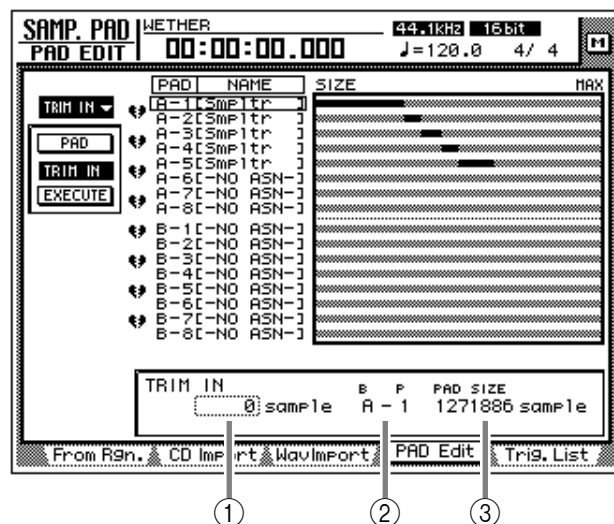 SAMP. PAD WETHER 44.1kHz 16bit
PAD EDIT 00:00:00.000 ♩=120.0 4/ 4 M
PAD NAME SIZE MAX
TRIM IN
PAD
TRIM IN
EXECUTE
A-1[Smpltr ]
A-2[Smpltr ]
A-3[Smpltr ]
A-4[Smpltr ]
A-5[Smpltr ]
A-6[-NO ASN-]
A-7[-NO ASN-]
A-8[-NO ASN-]
B-1[-NO ASN-]
B-2[-NO ASN-]
B-3[-NO ASN-]
B-4[-NO ASN-]
B-5[-NO ASN-]
B-6[-NO ASN-]
B-7[-NO ASN-]
B-8[-NO ASN-]
TRIM IN B P PAD SIZE
0 sample A - 1 1271886 sample
From Rgn. CD Import WavImport PAD Edit Trig. List
① ② ③